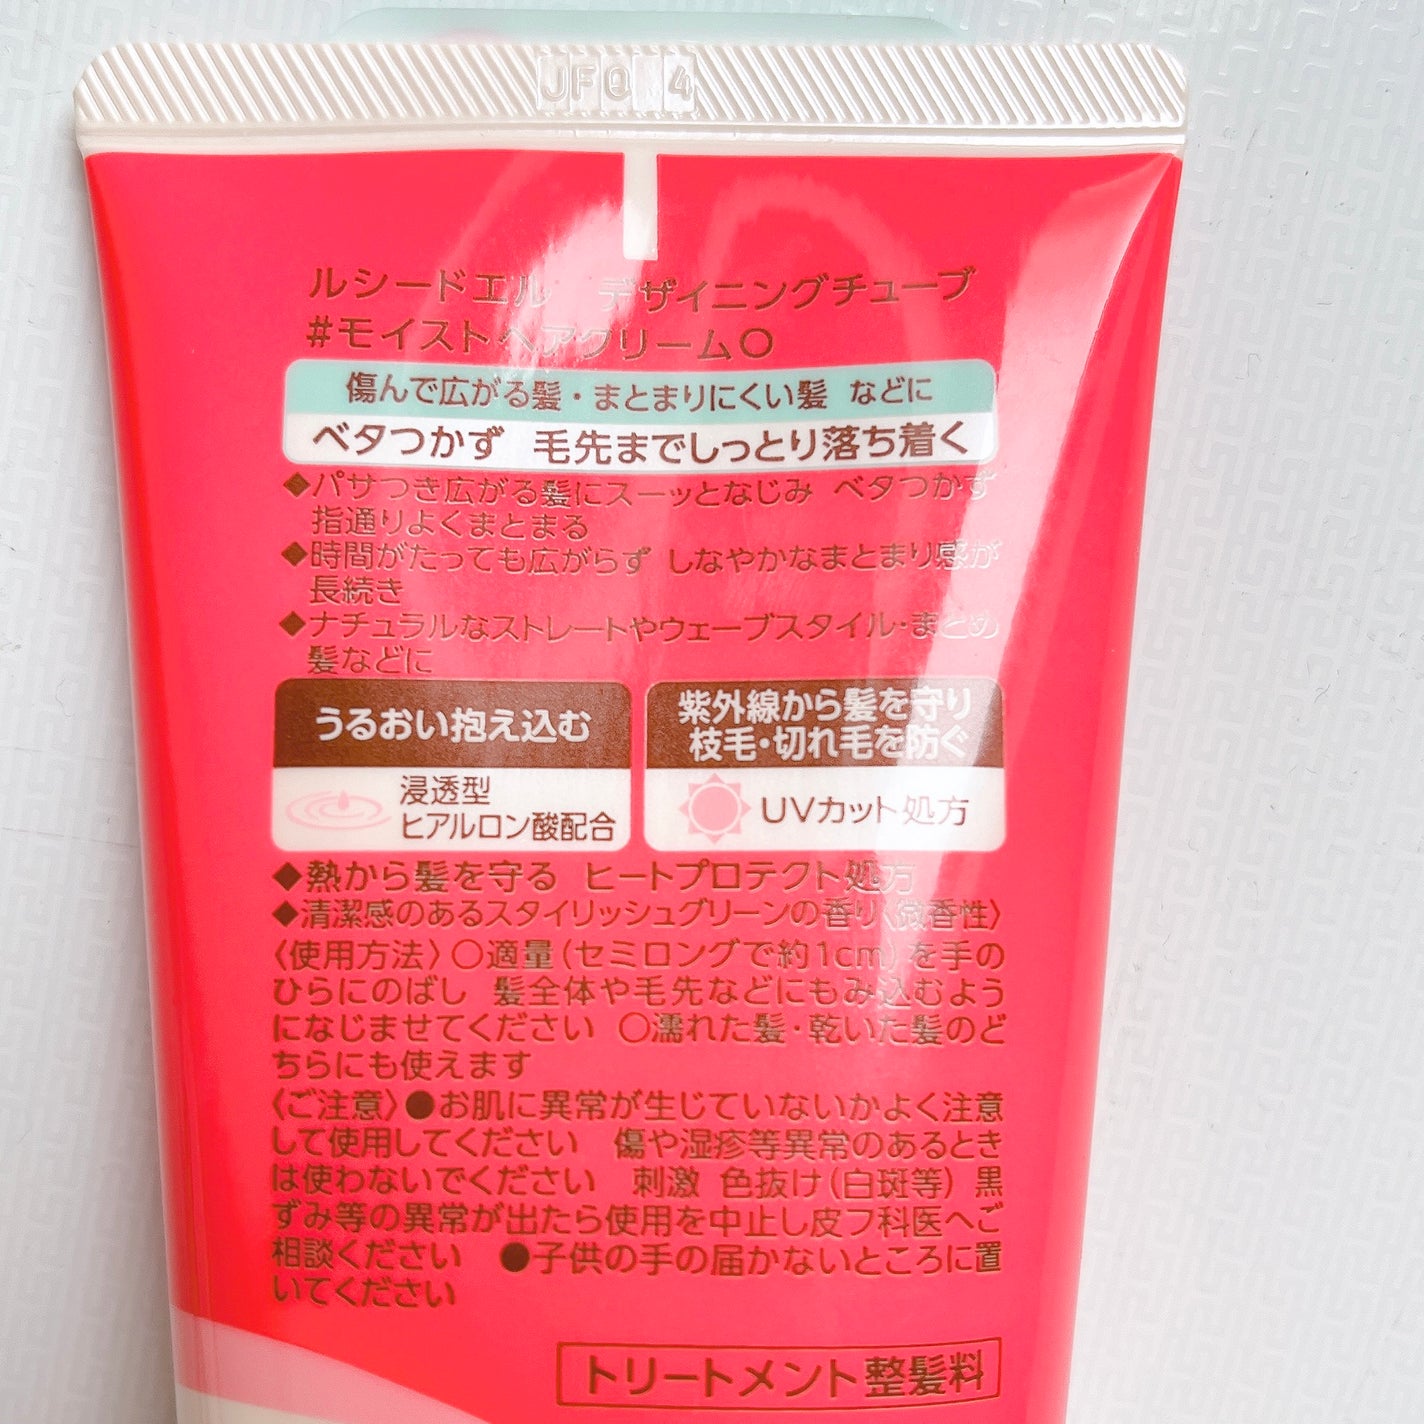 JFO 4
ルシードエル デザイニングチューブ
#モイストヘアクリームO
傷んで広がる髪・まとまりにくい髪 などに
ベタつかず 毛先までしっとり落ち着く
◆パサつき広がる髪にスーッとなじみ ベタつかず
指通りよくまとまる
◆時間がたっても広がらず しなやかなまとまり感が
長続き
◆ナチュラルなストレートやウェーブスタイル・まとめ
髪などに
うるおい抱え込む
浸透型
ヒアルロン酸配合
紫外線から髪を守り
枝毛・切れ毛を防ぐ
UVカット処方
◆熱から髪を守る ヒートプロテクト処方
◆清潔感のあるスタイリッシュグリーンの香り〈微香性〉
〈使用方法〉○適量(セミロングで約1cm)を手の
ひらにのばし 髪全体や毛先などにもみ込むよう
になじませてください ○濡れた髪・乾いた髪のど
ちらにも使えます
〈ご注意〉●お肌に異常が生じていないかよく注意
して使用してください 傷や湿疹等異常のあるとき
は使わないでください 刺激 色抜け(白斑等) 黒
ずみ等の異常が出たら使用を中止し皮フ科医へご
相談ください ●子供の手の届かないところに置
いてください
トリートメント整髪料